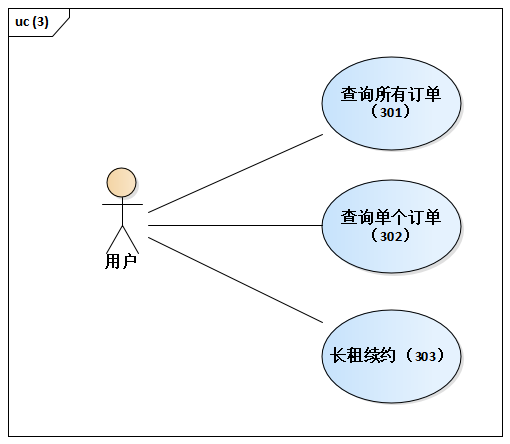 uc (3)
查询所有订单
（301）
查询单个订单
（302）
用户
长租续约（303）